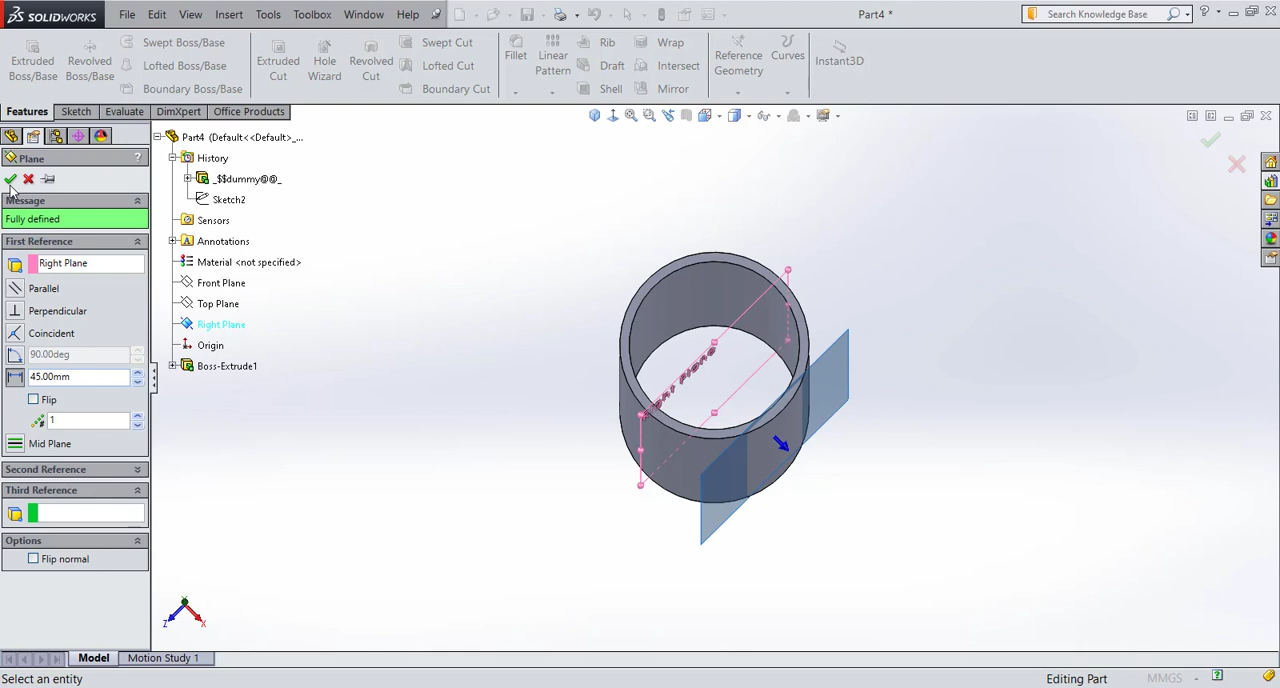 SOLIDWORKS File Edit View Insert Tools Toolbox Window Help Part4 * Search Knowledge Base
Extruded Boss/Base
Revolved Boss/Base
Swept Boss/Base
Lofted Boss/Base
Boundary Boss/Base
Extruded Cut
Hole Wizard
Revolved Cut
Swept Cut
Lofted Cut
Boundary Cut
Fillet
Linear Pattern
Rib
Draft
Shell
Wrap
Intersect
Mirror
Reference Geometry
Curves
Instant3D
Features Sketch Evaluate DimXpert Office Products
Plane ?
Message
Fully defined
First Reference
Right Plane
Parallel
Perpendicular
Coincident
90.00deg
45.00mm
Flip
1
Mid Plane
Second Reference
Third Reference
Options
Flip normal
Part4 (Default<<Default>_...
History
_$$dummy@@_
Sketch2
Sensors
Annotations
Material <not specified>
Front Plane
Top Plane
Right Plane
Origin
Boss-Extrude1
Z X
Model Motion Study 1
Select an entity Editing Part MMGS